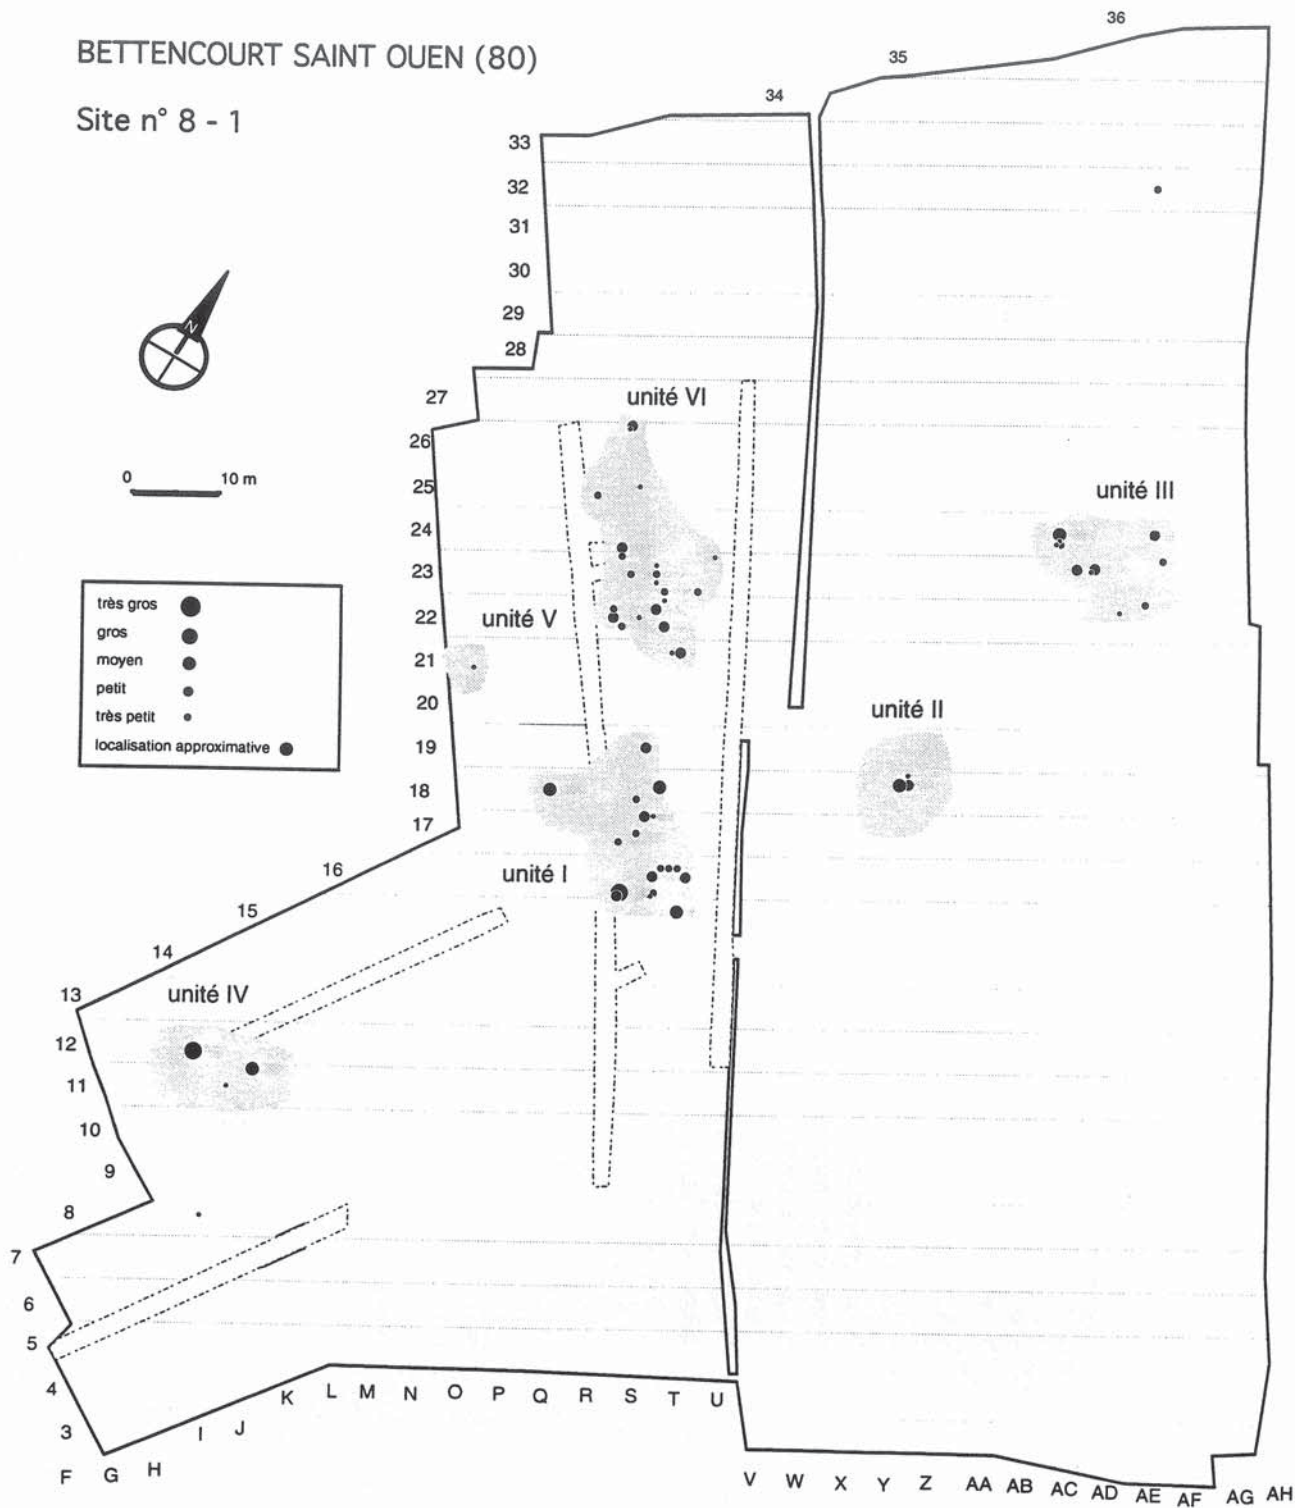 BETTENCOURT SAINT OUEN (80)
Site n° 8 - 1
36
35
34
33
32
31
30
29
28
27
26
25
24
23
22
21
20
19
18
17
16
15
14
13
12
11
10
9
8
7
6
5
4
3
N
0 10 m
unité VI
unité III
unité V
unité II
unité I
unité IV
très gros
gros
moyen
petit
très petit
localisation approximative
F G H I J K L M N O P Q R S T U V W X Y Z AA AB AC AD AE AF AG AH